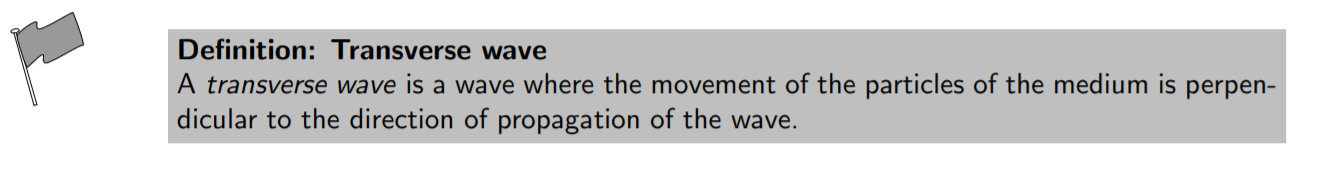 Definition: Transverse wave
A transverse wave is a wave where the movement of the particles of the medium is perpen-
dicular to the direction of propagation of the wave.